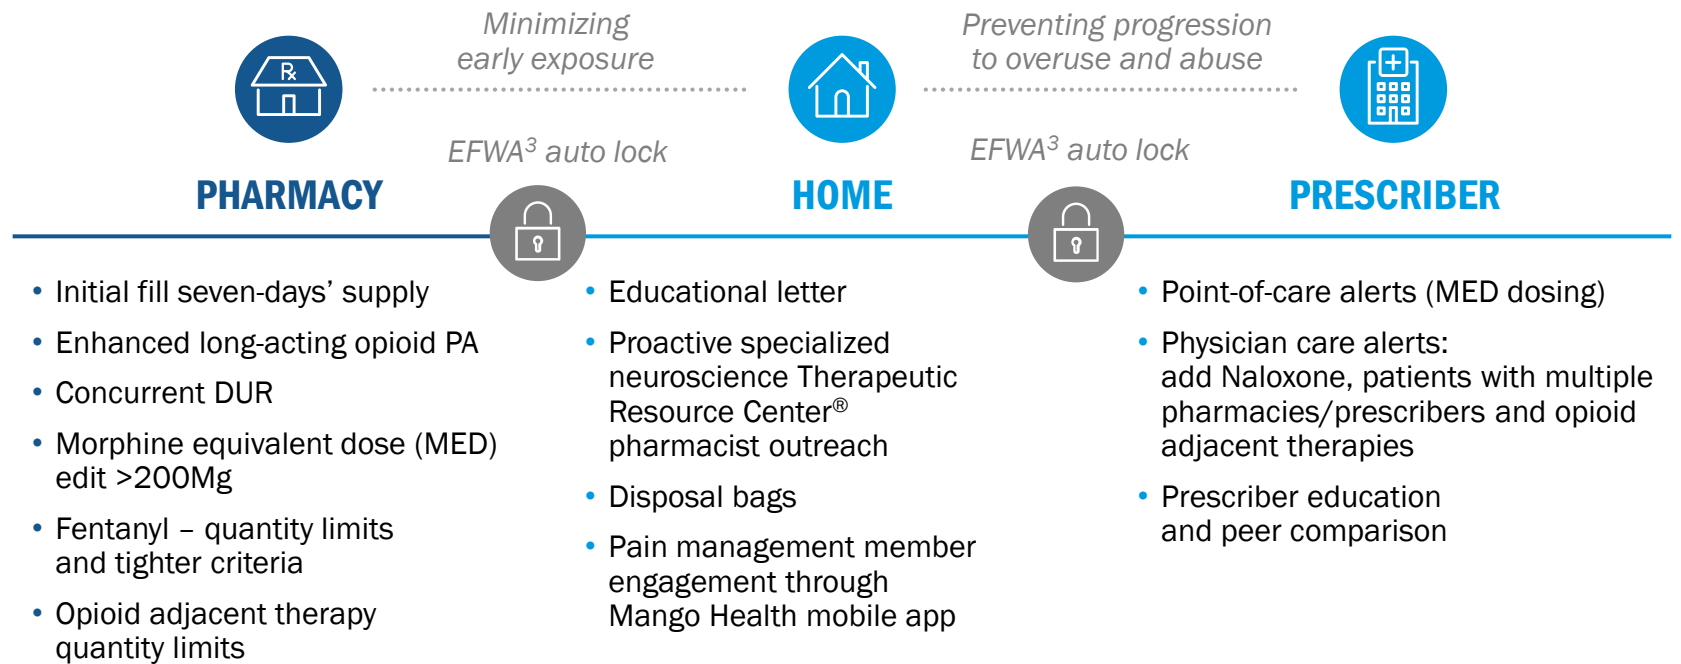 Minimizing
early exposure
Preventing progression
to overuse and abuse
EFWA³ auto lock
EFWA³ auto lock
PHARMACY
HOME
PRESCRIBER
• Initial fill seven-days’ supply
• Enhanced long-acting opioid PA
• Concurrent DUR
• Morphine equivalent dose (MED)
edit >200Mg
• Fentanyl – quantity limits
and tighter criteria
• Opioid adjacent therapy
quantity limits
• Educational letter
• Proactive specialized
neuroscience Therapeutic
Resource Center®
pharmacist outreach
• Disposal bags
• Pain management member
engagement through
Mango Health mobile app
• Point-of-care alerts (MED dosing)
• Physician care alerts:
add Naloxone, patients with multiple
pharmacies/prescribers and opioid
adjacent therapies
• Prescriber education
and peer comparison